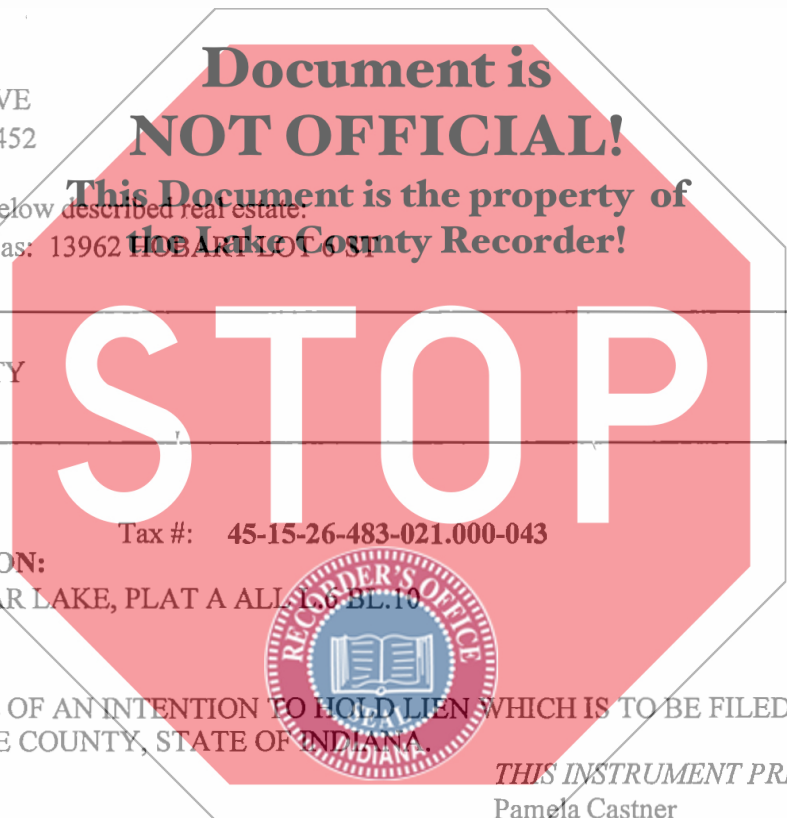 Document is
VE
NOT OFFICIAL!
452
This Document is the property of
elow described real estate:
the Lake County Recorder!
as: 13962 HOBART LOT 6 ST
TY
STOP
Tax #: 45-15-26-483-021.000-043
ON:
AR LAKE, PLAT A ALL L.6 BL.10
RECORDER'S OFFICE
SEAL
INDIANA
OF AN INTENTION TO HOLD LIEN WHICH IS TO BE FILED
E COUNTY, STATE OF INDIANA.
THIS INSTRUMENT PRE
Pamela Castner